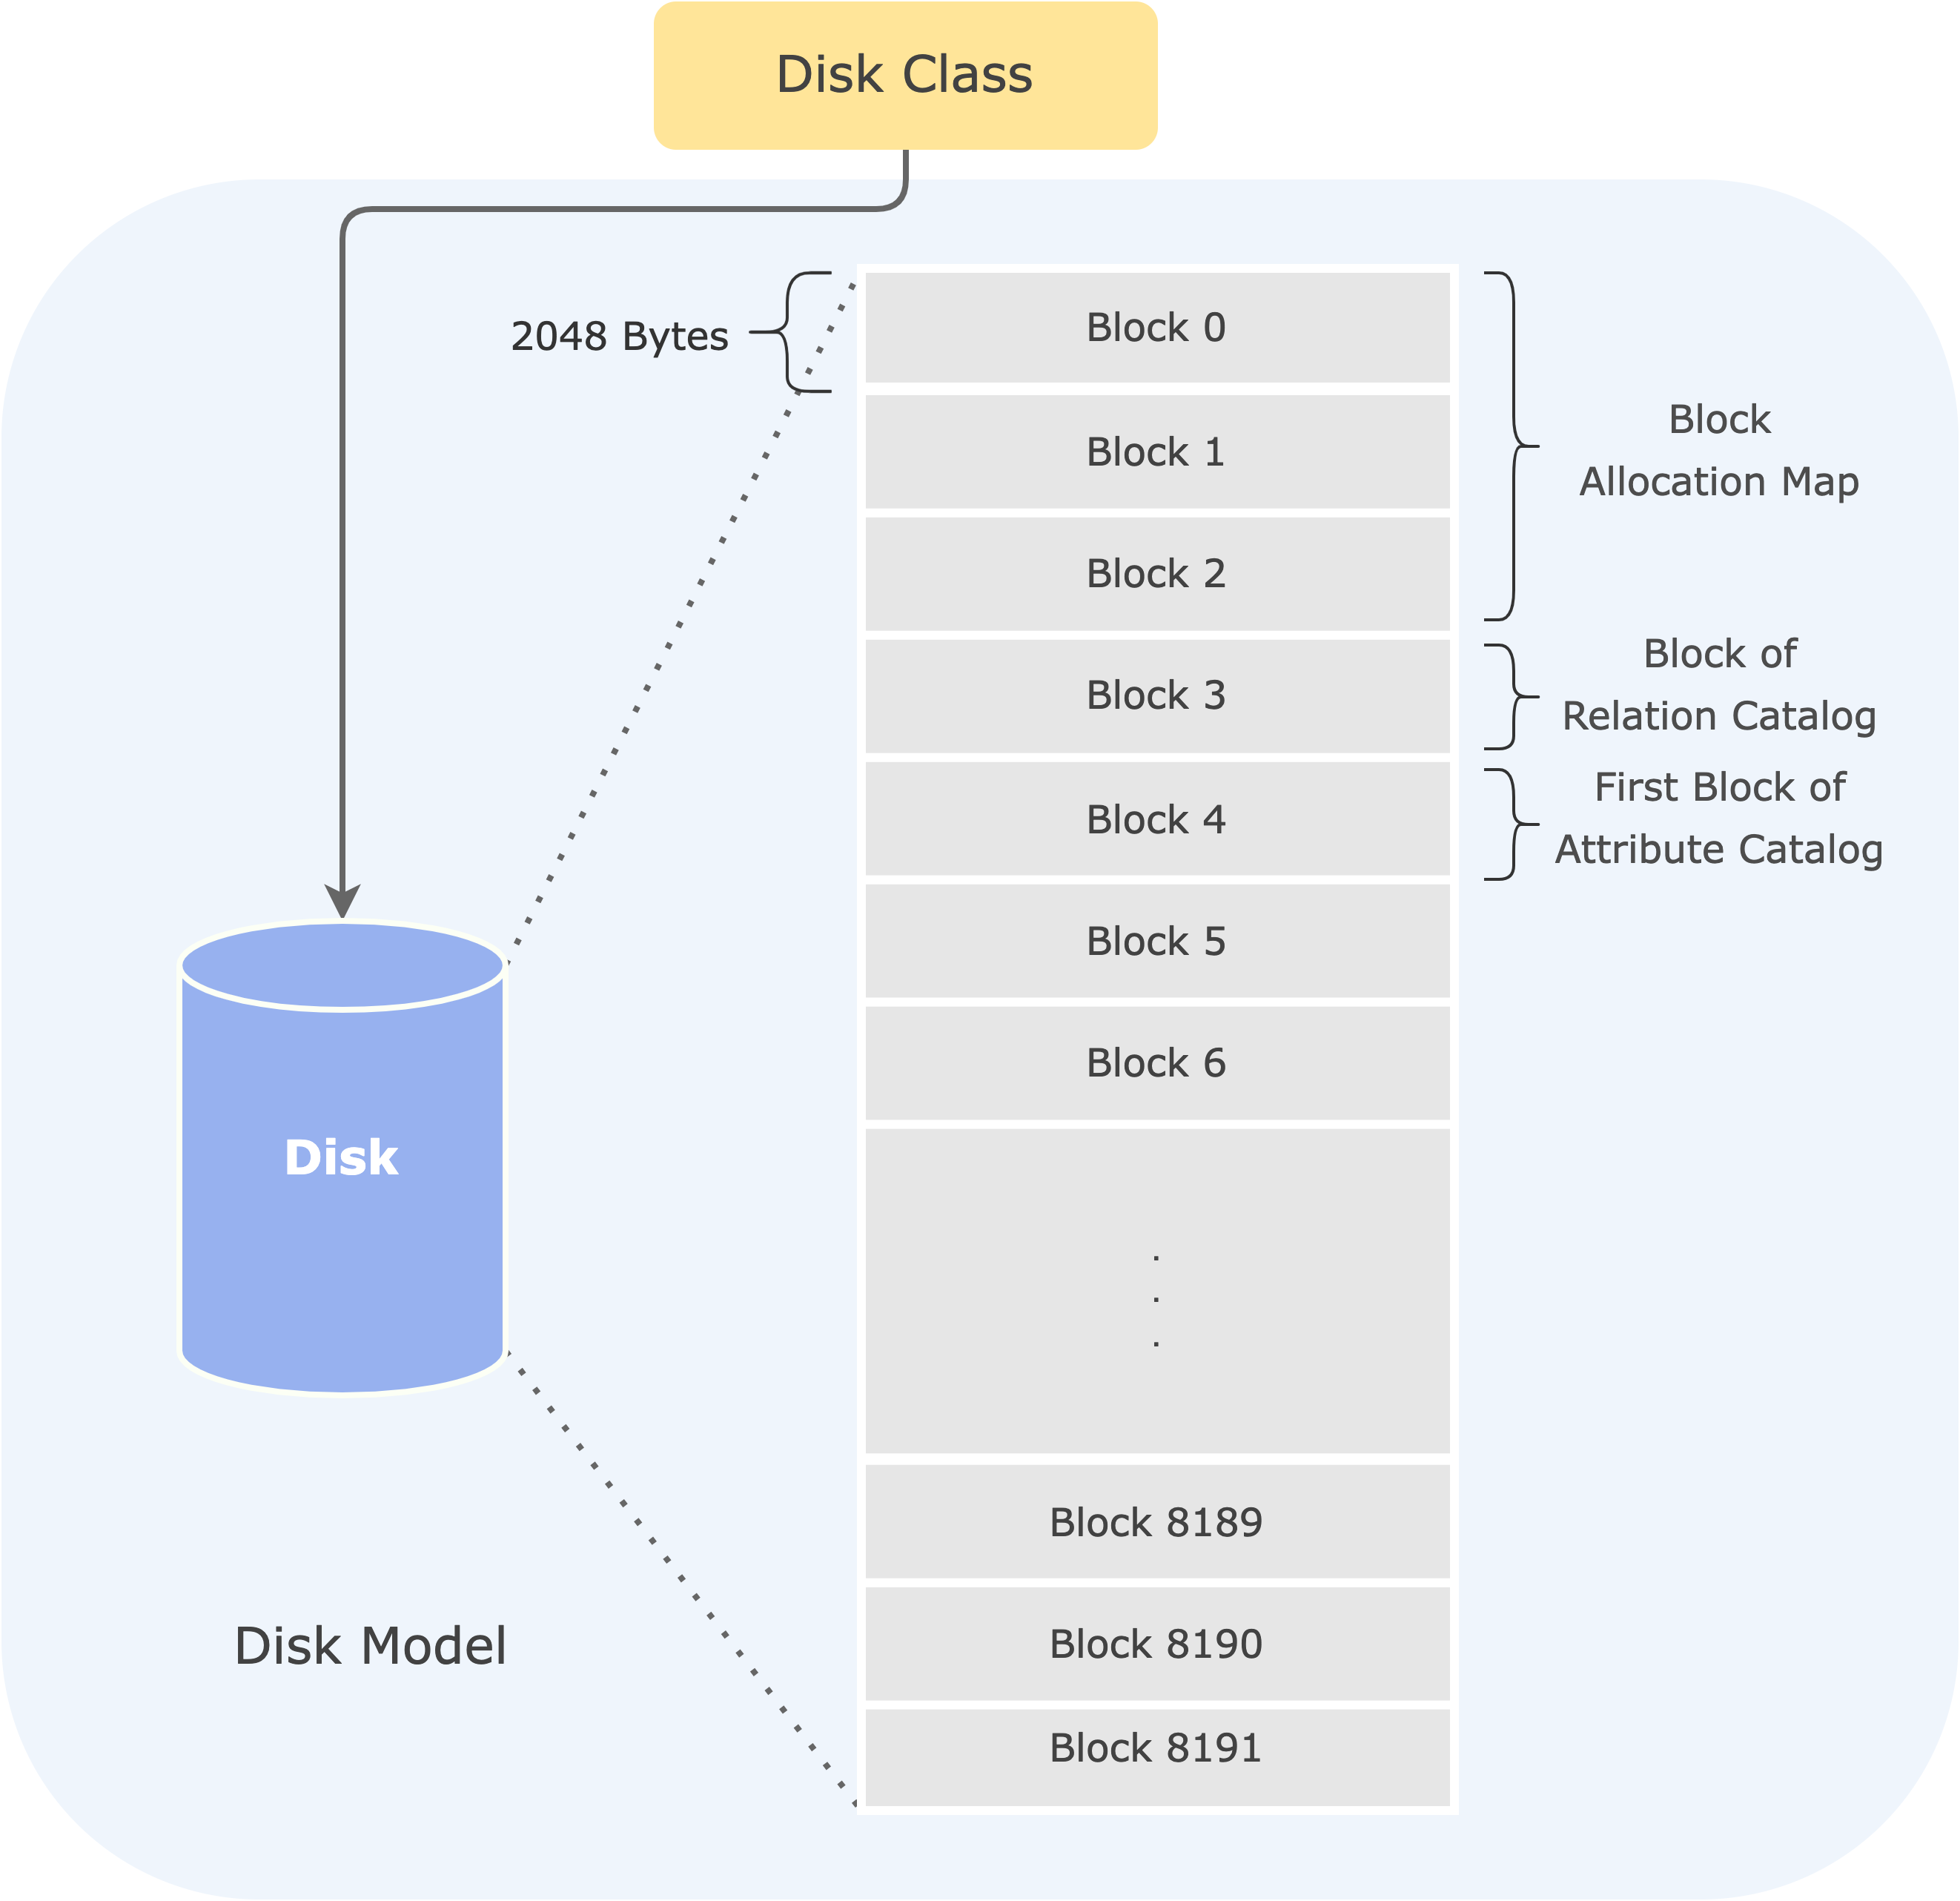 Disk Class
2048 Bytes
Block 0
Block 1
Block 2
Block 3
Block 4
Block 5
Block 6
.
.
.
Block 8189
Block 8190
Block 8191
Block
Allocation Map
Block of
Relation Catalog
First Block of
Attribute Catalog
Disk
Disk Model